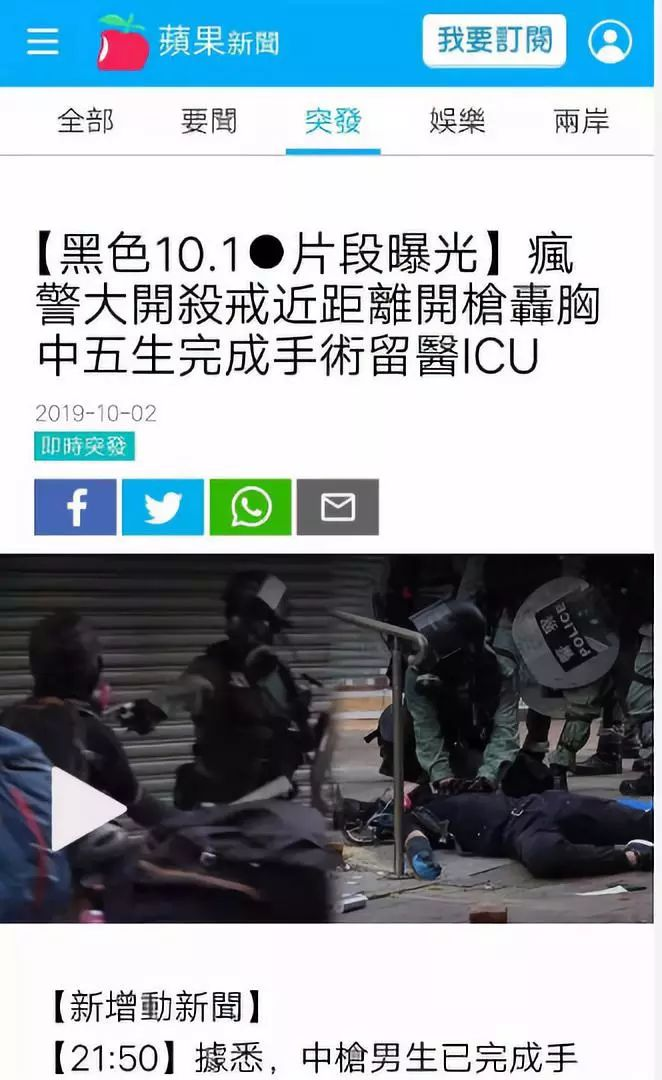 蘋果新聞 我要訂閱
全部 要聞 突發 娛樂 兩岸
【黑色10.1●片段曝光】瘋
警大開殺戒近距離開槍轟胸
中五生完成手術留醫ICU
2019-10-02
即時突發
POLICE
警察
【新增動新聞】
【21:50】據悉，中槍男生已完成手